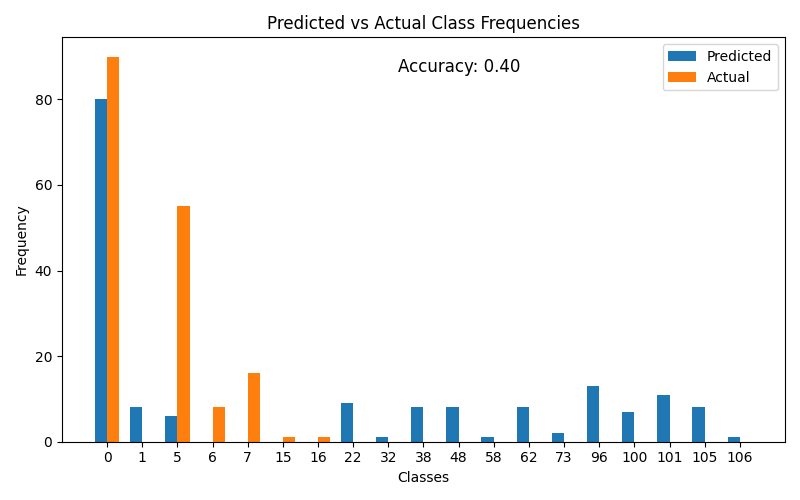 Predicted vs Actual Class Frequencies
Accuracy: 0.40
Predicted
Actual
Frequency
80
60
40
20
0
0 1 5 6 7 15 16 22 32 38 48 58 62 73 96 100 101 105 106
Classes